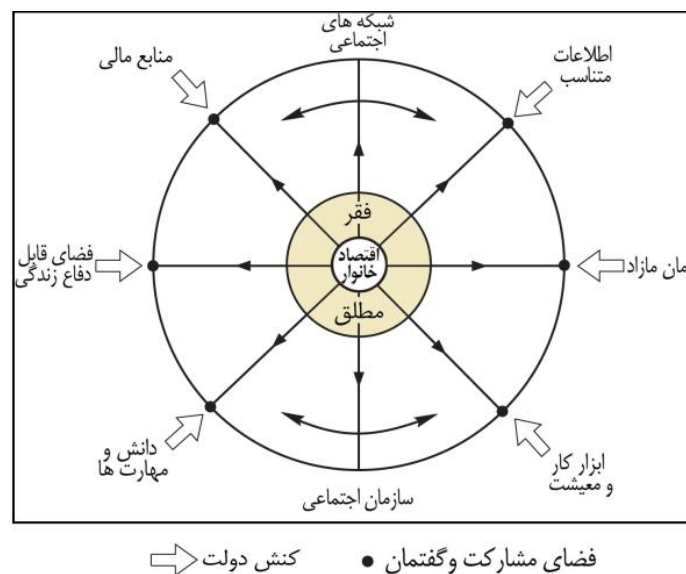 شبکه های
اجتماعی
اطلاعات
متناسب
منابع مالی
فقر
اقتصاد
خانوار
مطلق
فضای قابل
دفاع زندگی
مان مازاد
دانش و
مهارت ها
ابزار کار
و معیشت
سازمان اجتماعی
فضای مشارکت وگفتمان
کنش دولت